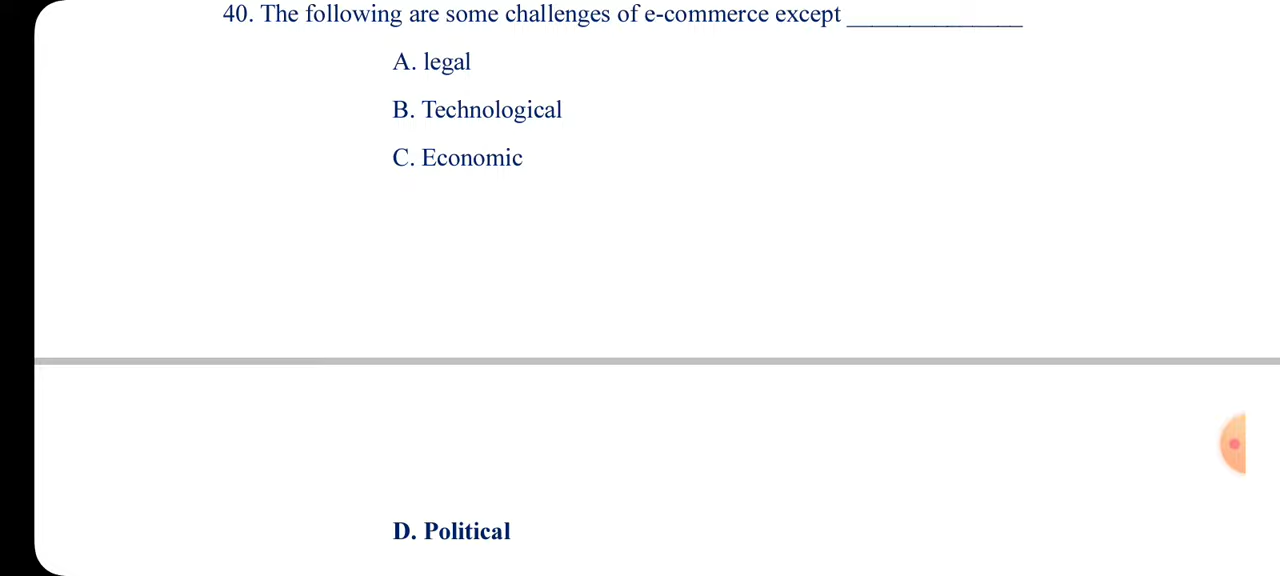 40. The following are some challenges of e-commerce except ______________
A. legal
B. Technological
C. Economic
D. Political